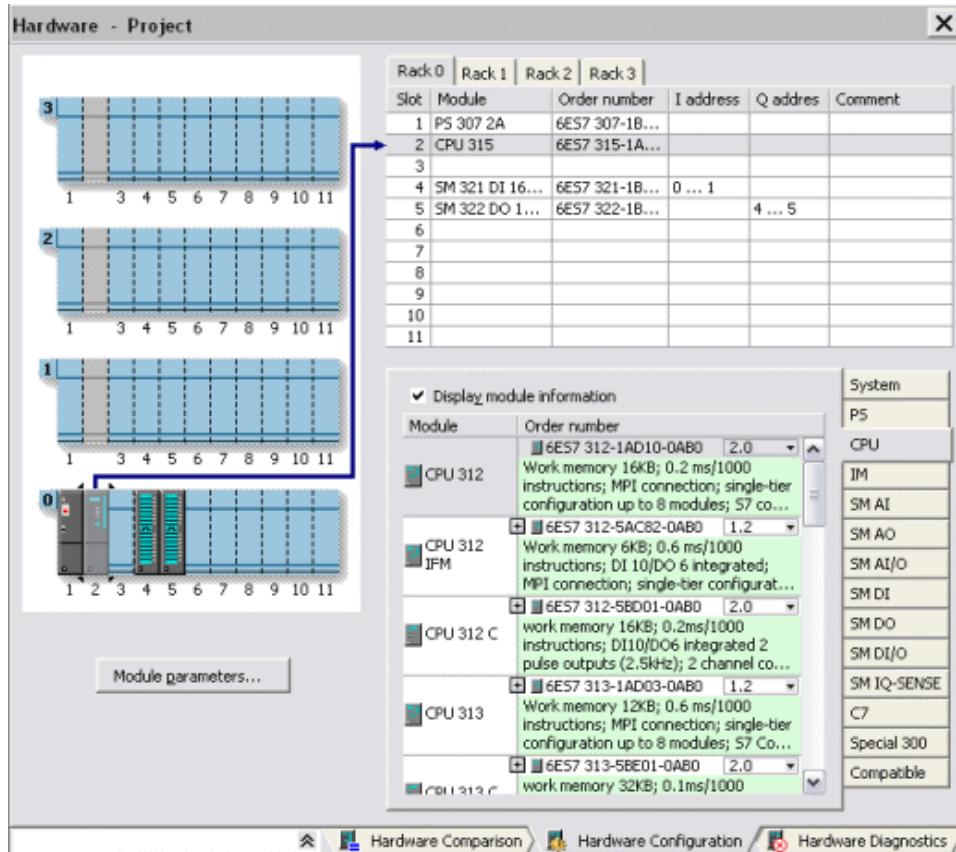 Hardware - Project
3
1 3 4 5 6 7 8 9 10 11
2
1 3 4 5 6 7 8 9 10 11
1
1 3 4 5 6 7 8 9 10 11
0
1 2 3 4 5 6 7 8 9 10 11
Module parameters...
Rack 0 Rack 1 Rack 2 Rack 3
Slot Module Order number I address Q addres Comment
1 PS 307 2A 6ES7 307-1B...
2 CPU 315 6ES7 315-1A...
3
4 SM 321 DI 16... 6ES7 321-1B... 0 ... 1
5 SM 322 DO 1... 6ES7 322-1B... 4 ... 5
6
7
8
9
10
11
Display module information
Module Order number
6ES7 312-1AD10-0AB0 2.0
CPU 312
Work memory 16KB; 0.2 ms/1000
instructions; MPI connection; single-tier
configuration up to 8 modules; S7 co...
6ES7 312-5AC82-0AB0 1.2
CPU 312
IFM
Work memory 6KB; 0.6 ms/1000
instructions; DI 10/DO 6 integrated;
MPI connection; single-tier configurat...
6ES7 312-5BD01-0AB0 2.0
CPU 312 C
work memory 16KB; 0.2ms/1000
instructions; DI10/DO6 integrated 2
pulse outputs (2.5kHz); 2 channel co...
6ES7 313-1AD03-0AB0 1.2
CPU 313
Work memory 12KB; 0.6 ms/1000
instructions; MPI connection; single-tier
configuration up to 8 modules; S7 Co...
6ES7 313-5BE01-0AB0 2.0
CPU 313 C
work memory 32KB; 0.1ms/1000
System
PS
CPU
IM
SM AI
SM AO
SM AI/O
SM DI
SM DO
SM DI/O
SM IQ-SENSE
C7
Special 300
Compatible
Hardware Comparison Hardware Configuration Hardware Diagnostics